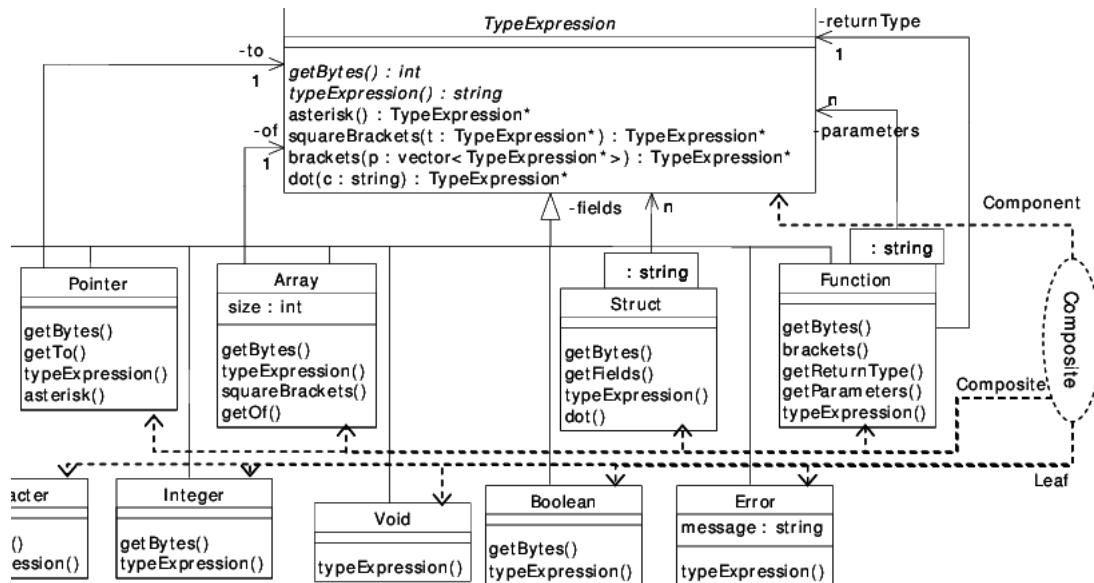 TypeExpression
getBytes() : int
typeExpression() : string
asterisk() : TypeExpression*
squareBrackets(t : TypeExpression* ) : TypeExpression*
brackets(p : vector< TypeExpression* >) : TypeExpression*
dot(c : string) : TypeExpression*
-to
1
-of
1
-returnType
1
n
-parameters
-fields
n
Component
Pointer
getBytes()
getTo()
typeExpression()
asterisk()
Array
size : int
getBytes()
typeExpression()
squareBrackets()
getOf()
: string
Struct
getBytes()
getFields()
typeExpression()
dot()
: string
Function
getBytes()
brackets()
getReturnType()
getParameters()
typeExpression()
Composite
Composite
Leaf
acter
()
ession()
Integer
getBytes()
typeExpression()
Void
typeExpression()
Boolean
getBytes()
typeExpression()
Error
message : string
typeExpression()